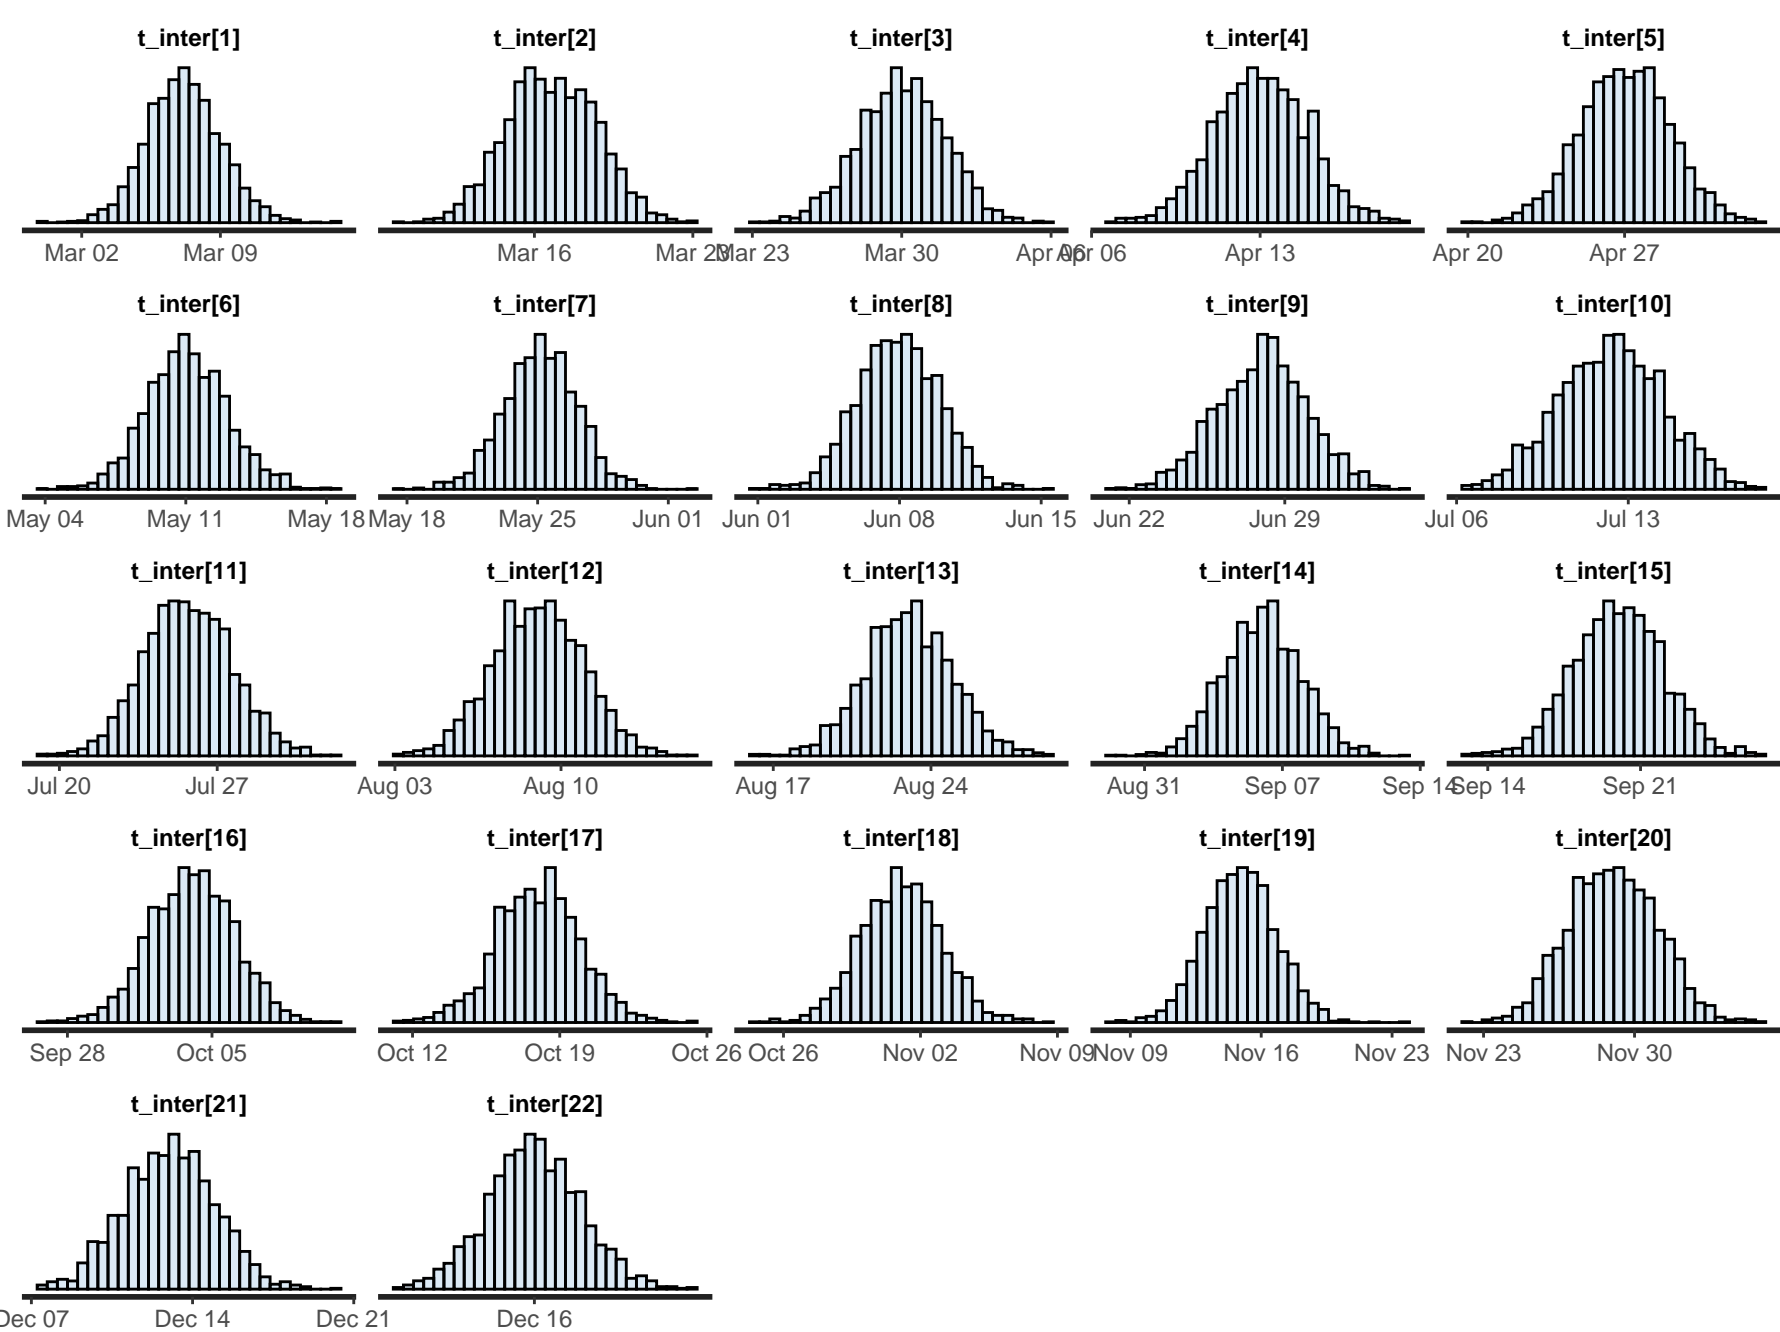 t_inter[1] t_inter[2] t_inter[3] t_inter[4] t_inter[5]
Mar 02 Mar 09 Mar 16 Mar 23 Mar 23 Mar 30 Apr 06 Apr 06 Apr 13 Apr 20 Apr 27
t_inter[6] t_inter[7] t_inter[8] t_inter[9] t_inter[10]
May 04 May 11 May 18 May 18 May 25 Jun 01 Jun 01 Jun 08 Jun 15 Jun 22 Jun 29 Jul 06 Jul 13
t_inter[11] t_inter[12] t_inter[13] t_inter[14] t_inter[15]
Jul 20 Jul 27 Aug 03 Aug 10 Aug 17 Aug 24 Aug 31 Sep 07 Sep 14 Sep 14 Sep 21
t_inter[16] t_inter[17] t_inter[18] t_inter[19] t_inter[20]
Sep 28 Oct 05 Oct 12 Oct 19 Oct 26 Oct 26 Nov 02 Nov 09 Nov 09 Nov 16 Nov 23 Nov 23 Nov 30
t_inter[21] t_inter[22]
Dec 07 Dec 14 Dec 21 Dec 16